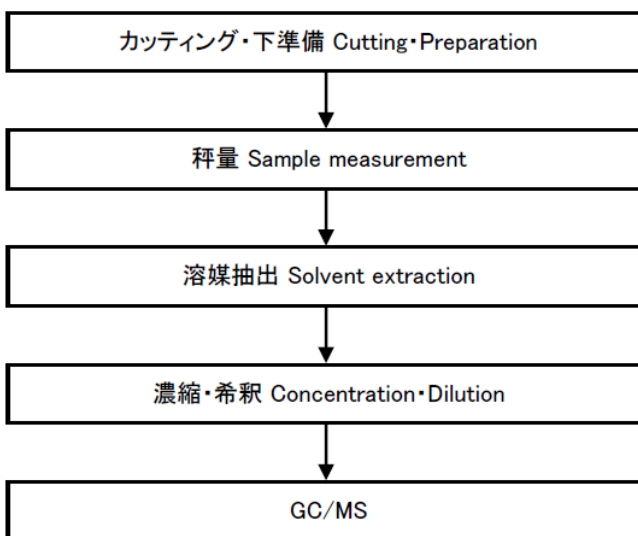 カッティング・下準備 Cutting・Preparation
秤量 Sample measurement
溶媒抽出 Solvent extraction
濃縮・希釈 Concentration・Dilution
GC/MS